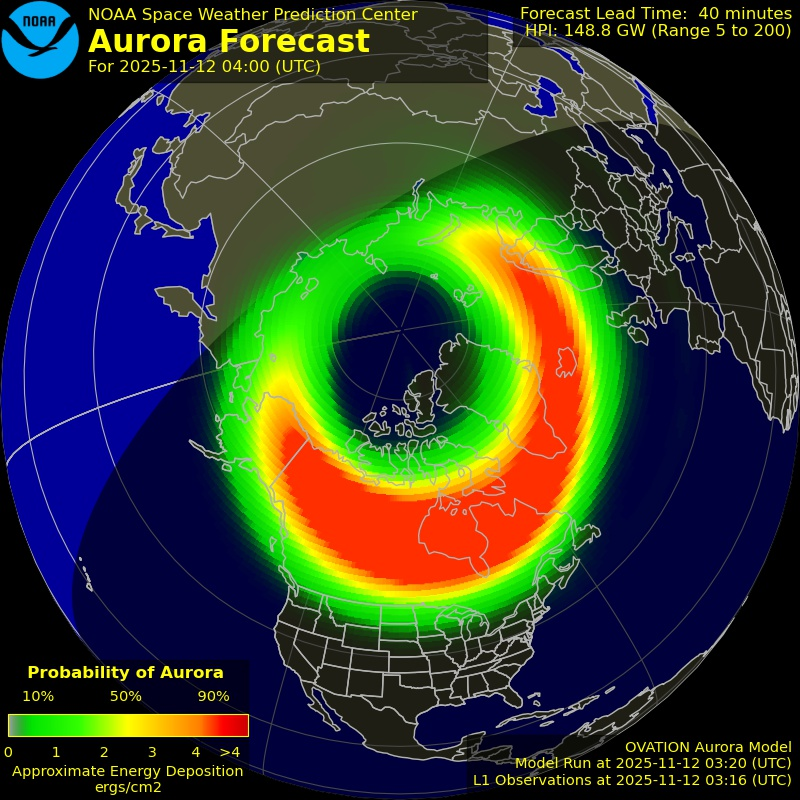 NOAA
NOAA Space Weather Prediction Center
Aurora Forecast
For 2025-11-12 04:00 (UTC)
Forecast Lead Time: 40 minutes
HPI: 148.8 GW (Range 5 to 200)
Probability of Aurora
10% 50% 90%
0 1 2 3 4 >4
Approximate Energy Deposition
ergs/cm2
OVATION Aurora Model
Model Run at 2025-11-12 03:20 (UTC)
L1 Observations at 2025-11-12 03:16 (UTC)